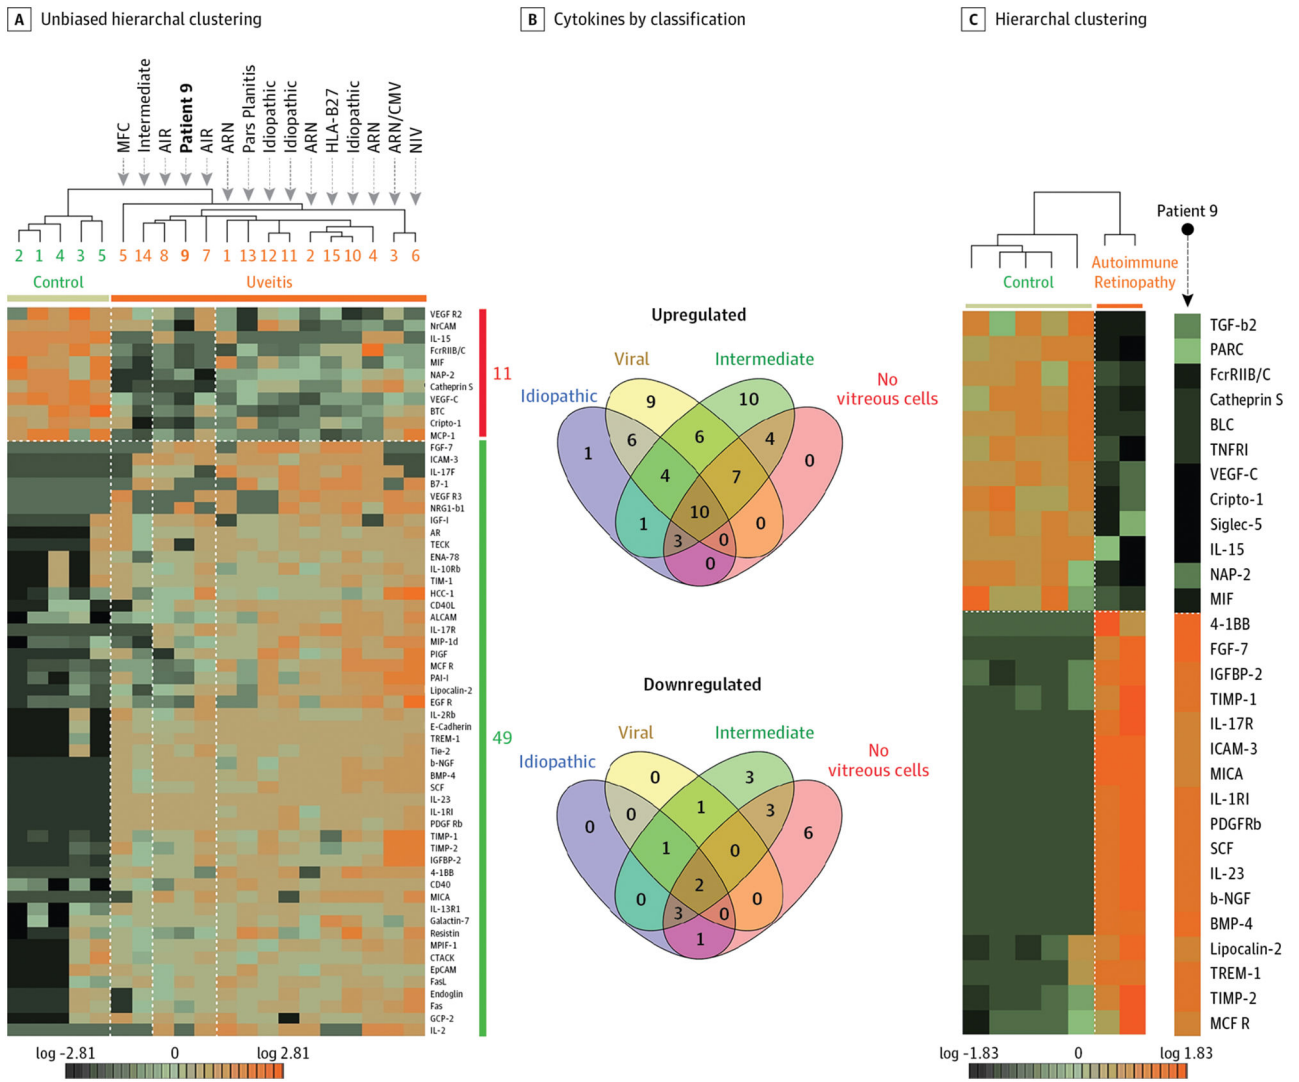 A Unbiased hierarchal clustering
MFC
Intermediate
AIR
Patient 9
AIR
ARN
Pars Planitis
Idiopathic
Idiopathic
ARN
HLA-B27
Idiopathic
ARN
ARN/CMV
NIV
2 1 4 3 5 5 14 8 9 7 1 13 12 11 2 15 10 4 3 6
Control
Uveitis
VEGF R2
NrCAM
IL-15
FcrRIIB/C
MIF
NAP-2
Catheprin S
VEGF-C
BTC
Cripto-1
MCP-1
11
FGF-7
ICAM-3
IL-17F
B7-1
VEGF R3
NRG1-b1
IGF-I
AR
TECK
ENA-78
IL-10Rb
TIM-1
HCC-1
CD40L
ALCAM
IL-17R
MIP-1d
PIGF
MCF R
PAI-I
Lipocalin-2
EGF R
IL-2Rb
E-Cadherin
TREM-1
Tie-2
b-NGF
BMP-4
SCF
IL-23
IL-1RI
PDGF Rb
TIMP-1
TIMP-2
IGFBP-2
4-1BB
CD40
MICA
IL-13R1
Galactin-7
Resistin
MPIF-1
CTACK
EpCAM
FasL
Endoglin
Fas
GCP-2
IL-2
49
log -2.81 0 log 2.81
B Cytokines by classification
Upregulated
Viral Intermediate
Idiopathic
No
vitreous cells
9 10
6 6 4
1 0
4 7
10
1 0
3 0
0
Downregulated
Viral Intermediate
Idiopathic
No
vitreous cells
0 3
0 1 3
0 6
1 0
2
0 0
3 0
1
C Hierarchal clustering
Patient 9
Control
Autoimmune
Retinopathy
TGF-b2
PARC
FcrRIIB/C
Catheprin S
BLC
TNFRI
VEGF-C
Cripto-1
Siglec-5
IL-15
NAP-2
MIF
4-1BB
FGF-7
IGFBP-2
TIMP-1
IL-17R
ICAM-3
MICA
IL-1RI
PDGFRb
SCF
IL-23
b-NGF
BMP-4
Lipocalin-2
TREM-1
TIMP-2
MCF R
log -1.83 0 log 1.83